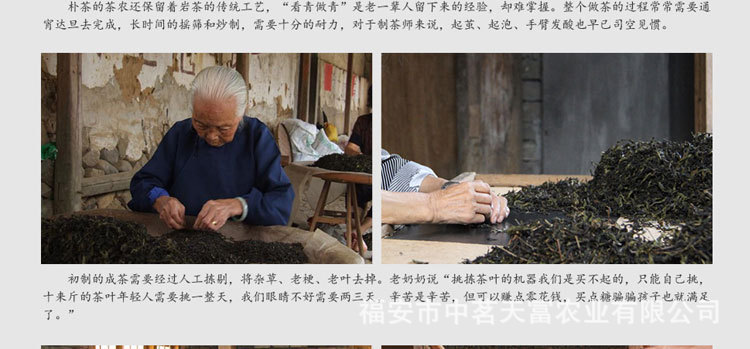 朴茶的茶农还保留着岩茶的传统工艺，“看青做青”是老一辈人留下来的经验，却难掌握。整个做茶的过程常常需要通
宵达旦去完成，长时间的摇筛和炒制，需要十分的耐力，对于制茶师来说，起茧、起泡、手臂发酸也早已司空见惯。
初制的成茶需要经过人工拣剔，将杂草、老梗、老叶去掉。老奶奶说“挑拣茶叶的机器我们是买不起的，只能自己挑，
十来斤的茶叶年轻人需要挑一整天，我们眼睛不好需要两三天，辛苦是辛苦，但可以赚点零花钱，买点糖骗骗孩子也就满足
了。”
福安市中茗天富农业有限公司